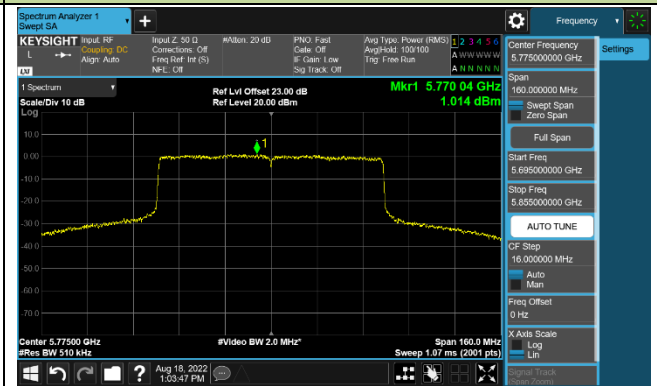 Spectrum Analyzer 1
Swept SA
Frequency
KEYSIGHT
Input: RF
Coupling: DC
Align: Auto
Input Z: 50 Ω
Corrections: Off
Freq Ref: Int (S)
NFE: Off
#Atten: 20 dB
PNO: Fast
Gate: Off
IF Gain: Low
Sig Track: Off
Avg Type: Power (RMS)
Avg|Hold: 100/100
Trig: Free Run
1 2 3 4 5 6
A W W W W W
A N N N N N
L
LXI
1 Spectrum
Scale/Div 10 dB
Log
Ref Lvl Offset 23.00 dB
Ref Level 20.00 dBm
Mkr1 5.770 04 GHz
1.014 dBm
1
10.0
0.00
-10.0
-20.0
-30.0
-40.0
-50.0
-60.0
-70.0
Center 5.77500 GHz
#Res BW 510 kHz
#Video BW 2.0 MHz*
Span 160.0 MHz
Sweep 1.07 ms (2001 pts)
Aug 18, 2022
1:03:47 PM
Center Frequency
5.775000000 GHz
Settings
Span
160.000000 MHz
Swept Span
Zero Span
Full Span
Start Freq
5.695000000 GHz
Stop Freq
5.855000000 GHz
AUTO TUNE
CF Step
16.000000 MHz
Auto
Man
Freq Offset
0 Hz
X Axis Scale
Log
Lin
Signal Track
(Span Zoom)